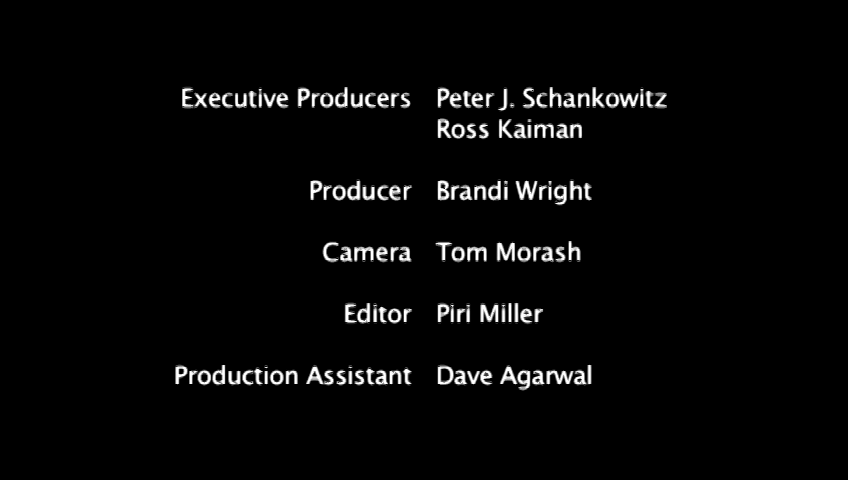 Executive Producers Peter J. Schankowitz
Ross Kaiman
Producer Brandi Wright
Camera Tom Morash
Editor Piri Miller
Production Assistant Dave Agarwal